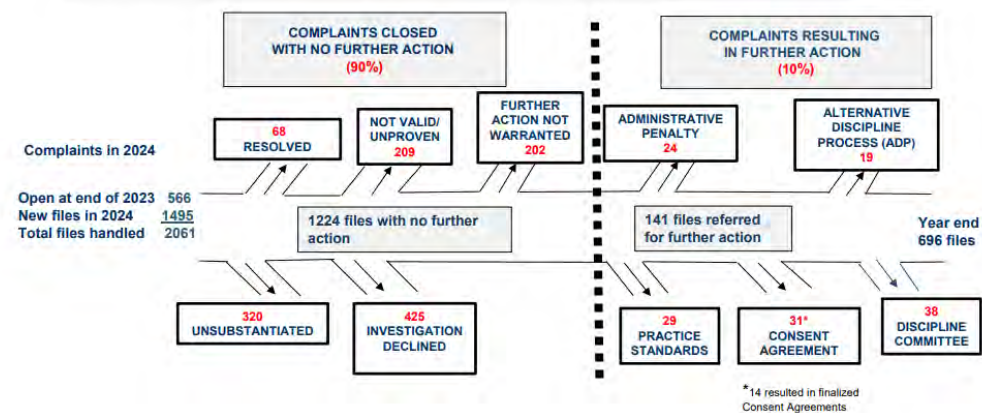 COMPLAINTS CLOSED
WITH NO FURTHER ACTION
(90%)
COMPLAINTS RESULTING
IN FURTHER ACTION
(10%)
68
RESOLVED
NOT VALID/
UNPROVEN
209
FURTHER
ACTION NOT
WARRANTED
202
ADMINISTRATIVE
PENALTY
24
ALTERNATIVE
DISCIPLINE
PROCESS (ADP)
19
Complaints in 2024
Open at end of 2023 566
New files in 2024 1495
Total files handled 2061
1224 files with no further
action
141 files referred
for further action
Year end
696 files
320
UNSUBSTANTIATED
425
INVESTIGATION
DECLINED
29
PRACTICE
STANDARDS
31*
CONSENT
AGREEMENT
38
DISCIPLINE
COMMITTEE
*14 resulted in finalized
Consent Agreements